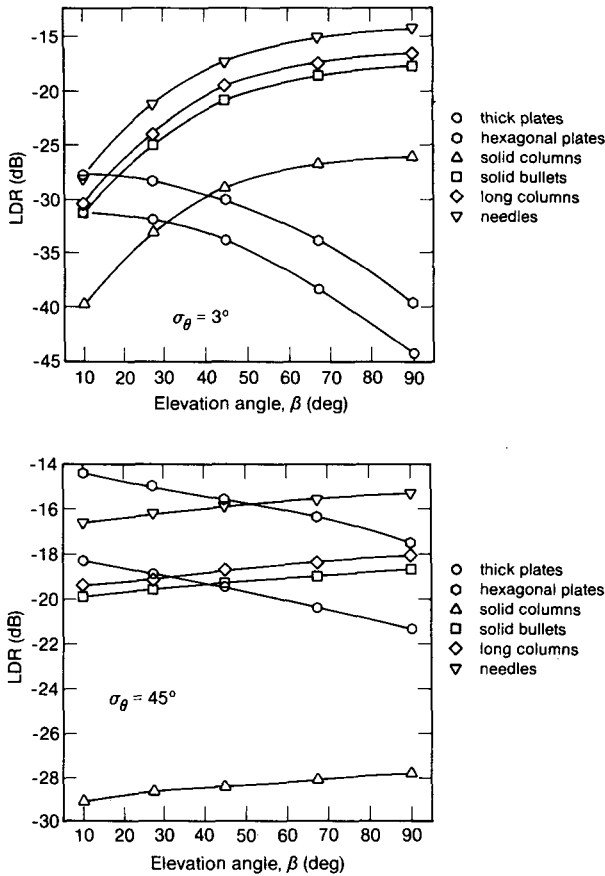 -15
-20
-25
-30
-35
-40
-45
LDR (dB)
σθ = 3°
10 20 30 40 50 60 70 80 90
Elevation angle, β (deg)
thick plates
hexagonal plates
solid columns
solid bullets
long columns
needles
-14
-16
-18
-20
-22
-24
-26
-28
-30
LDR (dB)
σθ = 45°
10 20 30 40 50 60 70 80 90
Elevation angle, β (deg)
thick plates
hexagonal plates
solid columns
solid bullets
long columns
needles